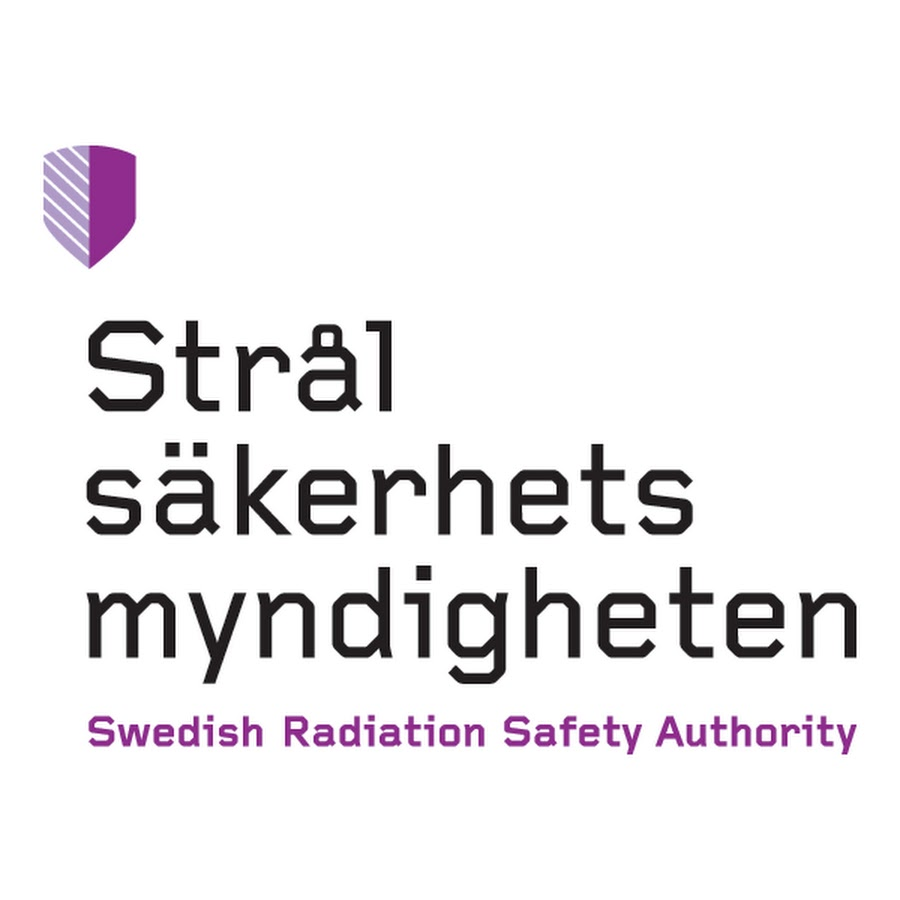 Strål
säkerhets
myndigheten
Swedish Radiation Safety Authority